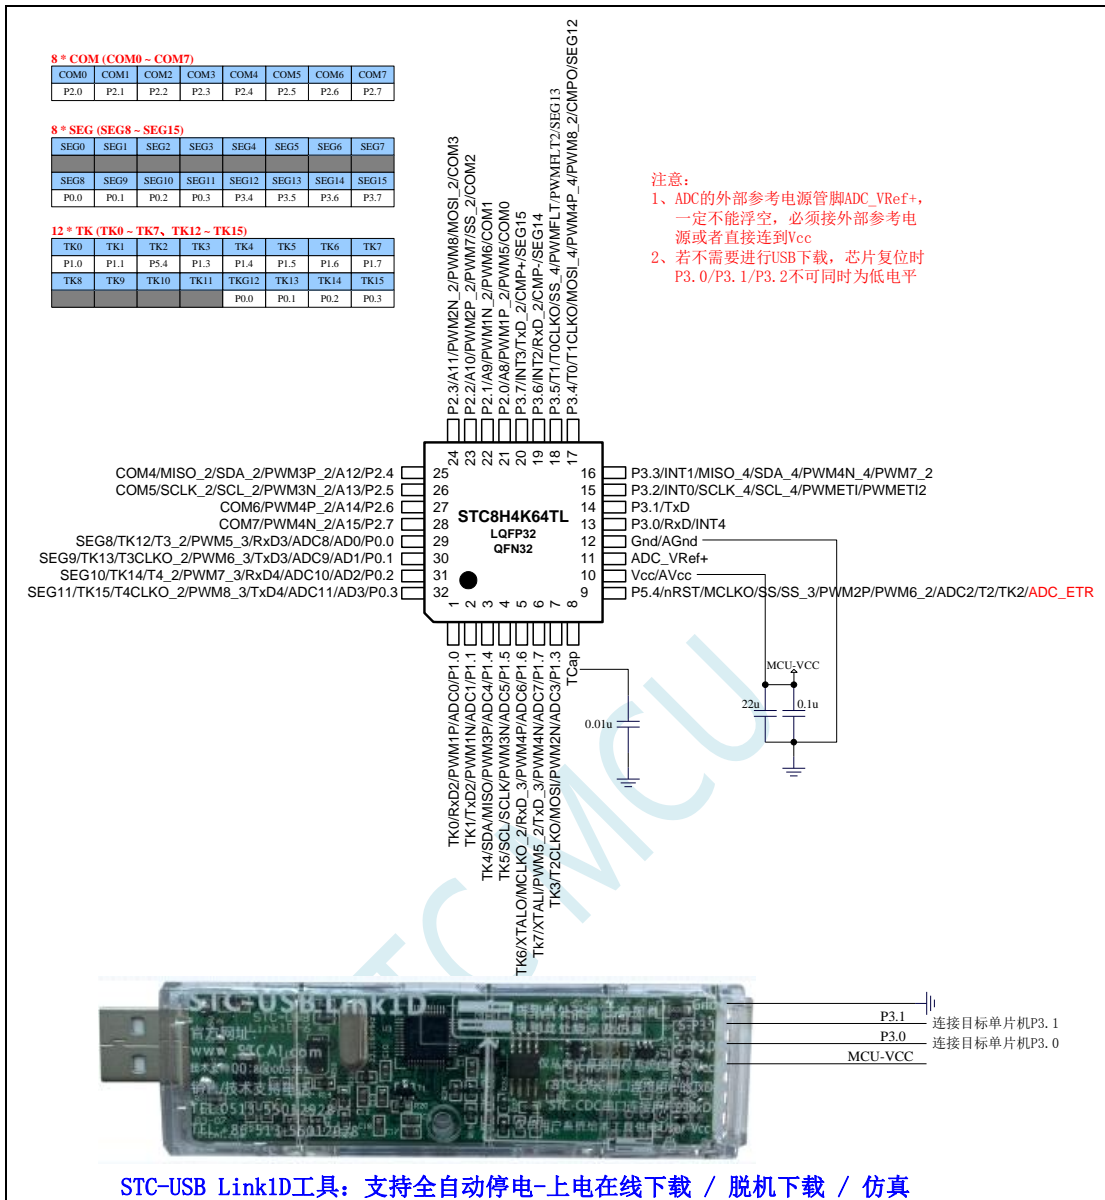 8 * COM (COM0 ~ COM7)
COM0 COM1 COM2 COM3 COM4 COM5 COM6 COM7
P2.0 P2.1 P2.2 P2.3 P2.4 P2.5 P2.6 P2.7
8 * SEG (SEG8 ~ SEG15)
SEG0 SEG1 SEG2 SEG3 SEG4 SEG5 SEG6 SEG7
SEG8 SEG9 SEG10 SEG11 SEG12 SEG13 SEG14 SEG15
P0.0 P0.1 P0.2 P0.3 P3.4 P3.5 P3.6 P3.7
12 * TK (TK0 ~ TK7、TK12 ~ TK15)
TK0 TK1 TK2 TK3 TK4 TK5 TK6 TK7
P1.0 P1.1 P5.4 P1.3 P1.4 P1.5 P1.6 P1.7
TK8 TK9 TK10 TK11 TKG12 TK13 TK14 TK15
P0.0 P0.1 P0.2 P0.3
注意:
1、ADC的外部参考电源管脚ADC_VRef+,
一定不能浮空, 必须接外部参考电
源或者直接连到Vcc
2、若不需要进行USB下载, 芯片复位时
P3.0/P3.1/P3.2不可同时为低电平
P2.3/A11/PWM2N_2/PWM8/MOSI_2/COM3
P2.2/A10/PWM2P_2/PWM7/SS_2/COM2
P2.1/A9/PWM1N_2/PWM6/COM1
P2.0/A8/PWM1P_2/PWM5/COM0
P3.7/INT3/TxD_2/CMP+/SEG15
P3.6/INT2/RxD_2/CMP-/SEG14
P3.5/T1/T0CLKO/SS_4/PWMFLT/PWMFLT2/SEG13
P3.4/T0/T1CLKO/MOSI_4/PWM4P_4/PWM8_2/CMPO/SEG12
24 23 22 21 20 19 18 17
COM4/MISO_2/SDA_2/PWM3P_2/A12/P2.4 25
COM5/SCLK_2/SCL_2/PWM3N_2/A13/P2.5 26
COM6/PWM4P_2/A14/P2.6 27
COM7/PWM4N_2/A15/P2.7 28
SEG8/TK12/T3_2/PWM5_3/RxD3/ADC8/AD0/P0.0 29
SEG9/TK13/T3CLKO_2/PWM6_3/TxD3/ADC9/AD1/P0.1 30
SEG10/TK14/T4_2/PWM7_3/RxD4/ADC10/AD2/P0.2 31
SEG11/TK15/T4CLKO_2/PWM8_3/TxD4/ADC11/AD3/P0.3 32
STC8H4K64TL
LQFP32
QFN32
16 P3.3/INT1/MISO_4/SDA_4/PWM4N_4/PWM7_2
15 P3.2/INT0/SCLK_4/SCL_4/PWMETI/PWMETI2
14 P3.1/TxD
13 P3.0/RxD/INT4
12 Gnd/AGnd
11 ADC_VRef+
10 Vcc/AVcc
9 P5.4/nRST/MCLKO/SS/SS_3/PWM2P/PWM6_2/ADC2/T2/TK2/ADC_ETR
1 2 3 4 5 6 7 8
TK0/RxD2/PWM1P/ADC0/P1.0
TK1/TxD2/PWM1N/ADC1/P1.1
TK4/SDA/MISO/PWM3P/ADC4/P1.4
TK5/SCL/SCLK/PWM3N/ADC5/P1.5
TK6/XTALO/MCLKO_2/RxD_3/PWM4P/ADC6/P1.6
Tk7/XTALI/PWM5_2/TxD_3/PWM4N/ADC7/P1.7
TK3/T2CLKO/MOSI/PWM2N/ADC3/P1.3
TCap
MCU-VCC
22u 0.1u
0.01u
STC MCU
STC-USB Link1D
官方网址:
www.STCAI.com
Gnd
P3.1 连接目标单片机P3.1
P3.0 连接目标单片机P3.0
MCU-VCC
STC-USB Link1D工具: 支持全自动停电-上电在线下载 / 脱机下载 / 仿真